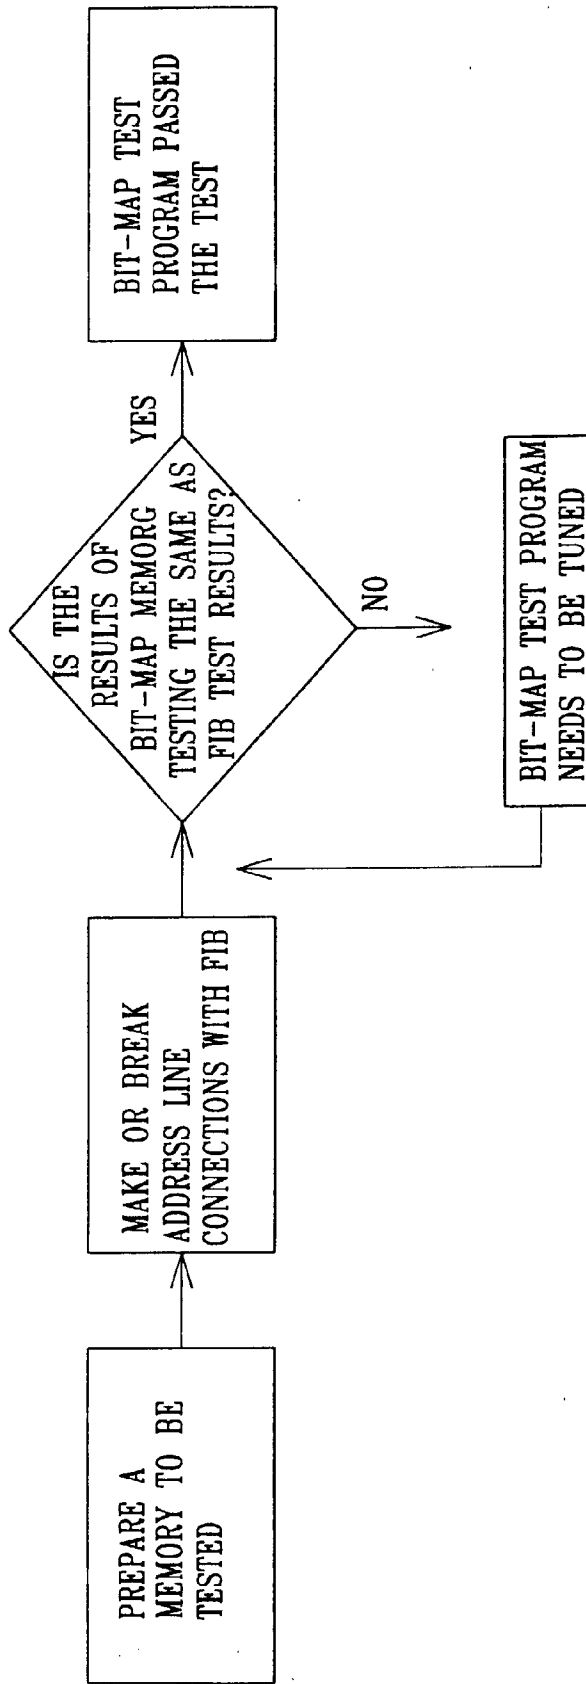 PREPARE A
MEMORY TO BE
TESTED
MAKE OR BREAK
ADDRESS LINE
CONNECTIONS WITH FIB
IS THE
RESULTS OF
BIT-MAP MEMORG
TESTING THE SAME AS
FIB TEST RESULTS?
YES
BIT-MAP TEST
PROGRAM PASSED
THE TEST
NO
BIT-MAP TEST PROGRAM
NEEDS TO BE TUNED